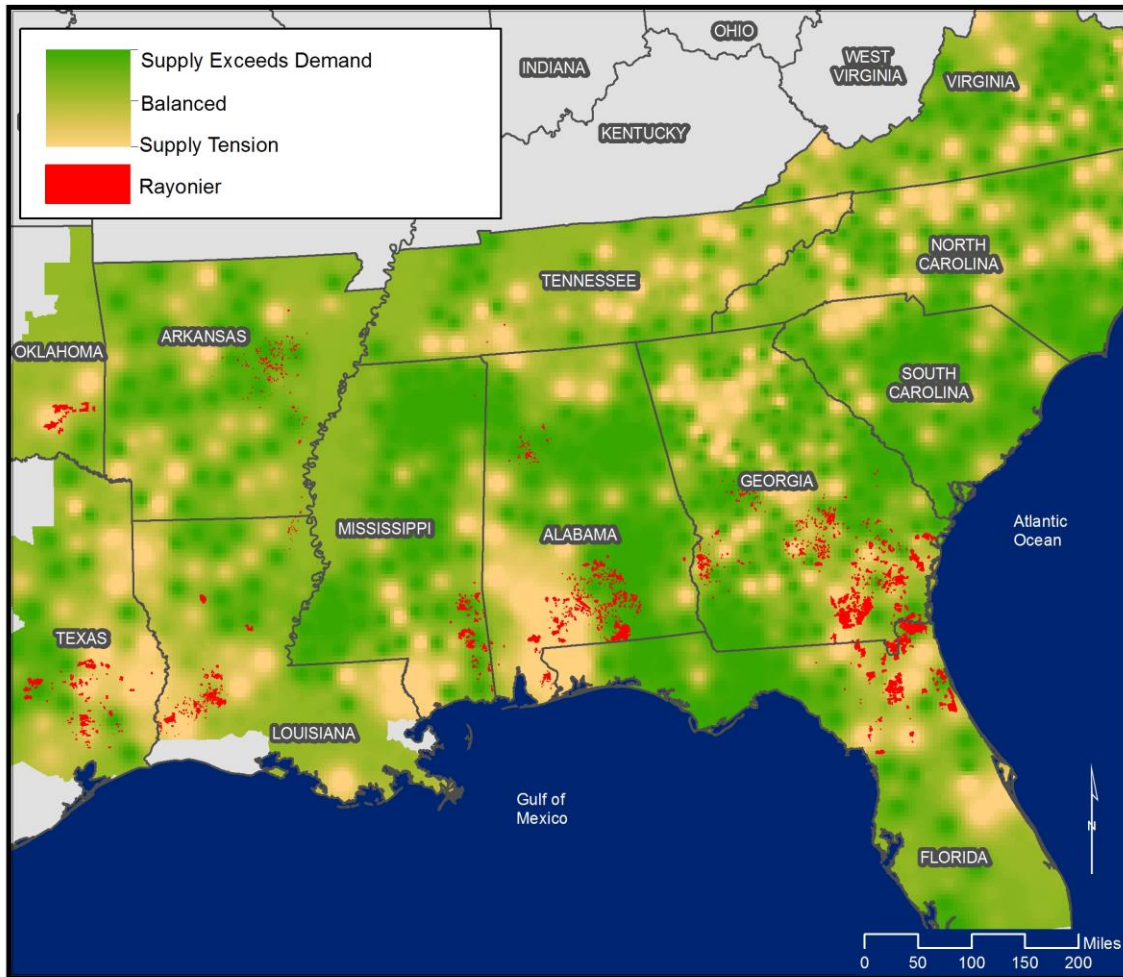 Supply Exceeds Demand
Balanced
Supply Tension
Rayonier
OHIO
INDIANA
WEST
VIRGINIA
VIRGINIA
KENTUCKY
NORTH
CAROLINA
TENNESSEE
ARKANSAS
OKLAHOMA
SOUTH
CAROLINA
GEORGIA
MISSISSIPPI
ALABAMA
Atlantic
Ocean
TEXAS
LOUISIANA
Gulf of
Mexico
N
FLORIDA
Miles
0 50 100 150 200